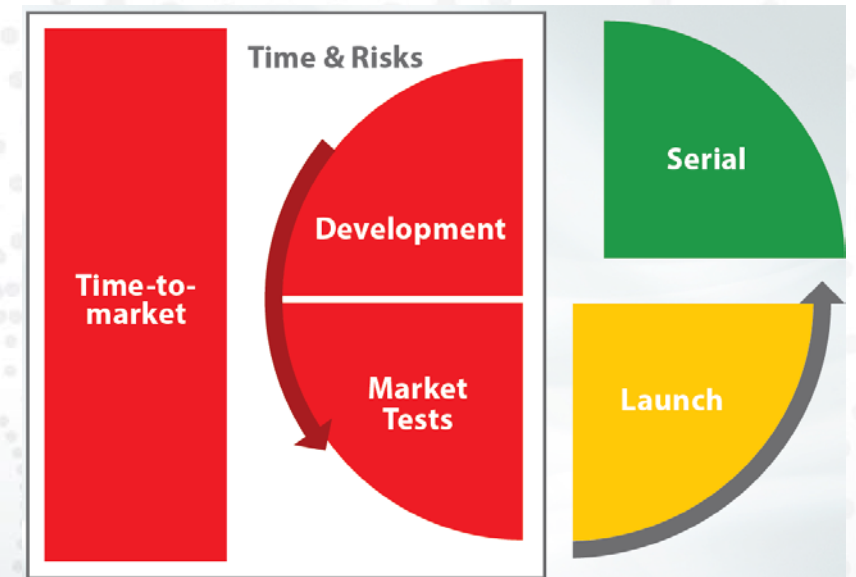 Time & Risks
Time-to-
market
Development
Market
Tests
Serial
Launch